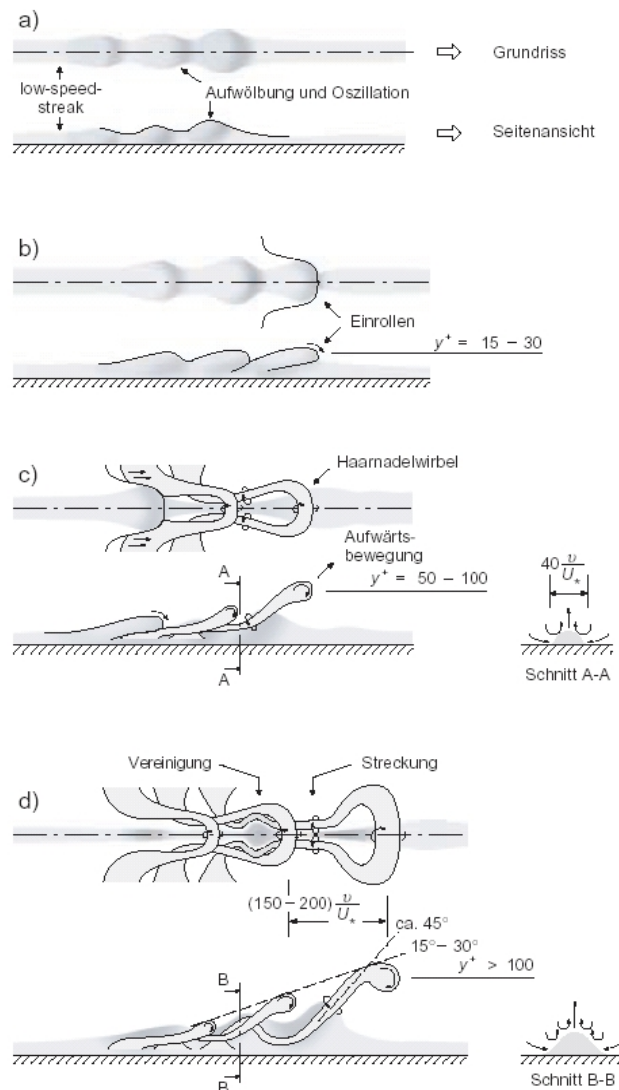 a)
Grundriss
low-speed-
streak
Aufwölbung und Oszillation
Seitenansicht
b)
Einrollen
y+ = 15 – 30
c)
Haarnadelwirbel
Aufwärts-
bewegung
A
y+ = 50 – 100
40 υ/U*
A
Schnitt A-A
Vereinigung
Streckung
d)
(150 – 200) υ/U*
ca. 45°
15° – 30°
y+ > 100
B
B
Schnitt B-B